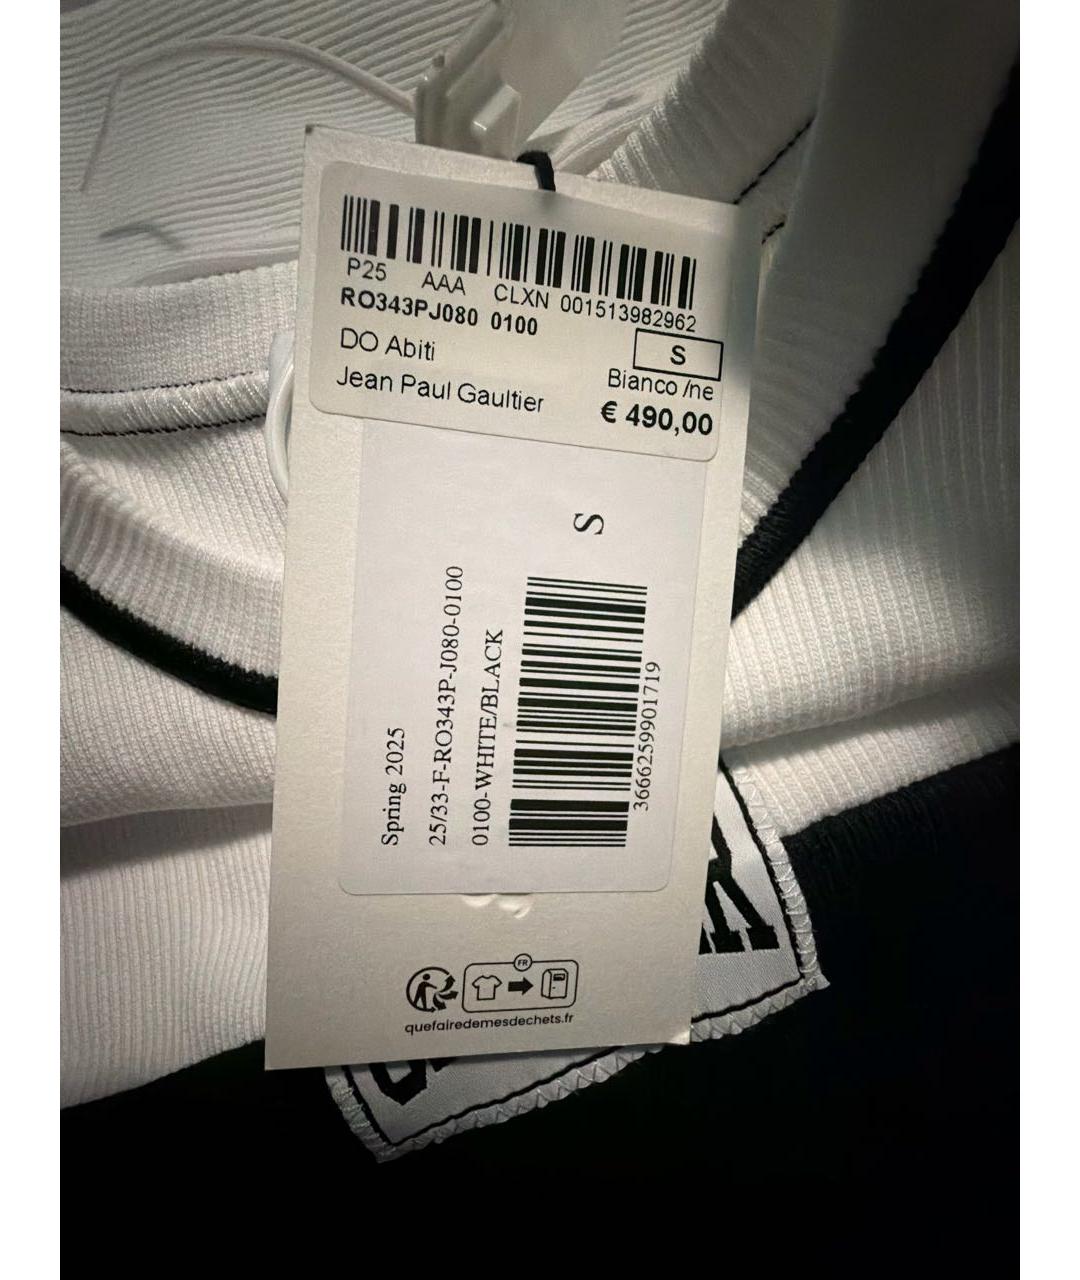 P25 AAA CLXN 001513982962
RO343PJ080 0100
S
DO Abiti
Bianco /ne
Jean Paul Gaultier
€ 490,00
S
Spring 2025
25/33-F-RO343P-J080-0100
0100-WHITE/BLACK
3666259901719
FR
quefairedemesdechets.fr